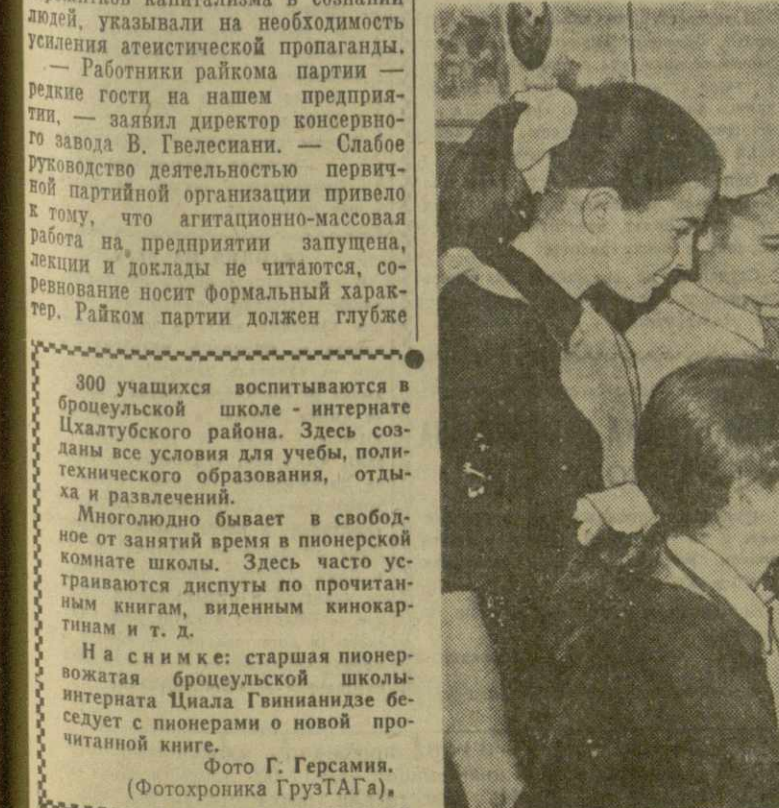 капитализма в сознании
людей, указывали на необходимость
усиления атеистической пропаганды.
— Работники райкома партии —
редкие гости на нашем предприя-
тии, — заявил директор консервно-
го завода В. Гвелесиани. — Слабое
руководство деятельностью первич-
ной партийной организации привело
к тому, что агитационно-массовая
работа на предприятии запущена,
лекции и доклады не читаются, со-
ревнование носит формальный харак-
тер. Райком партии должен глубже
300 учащихся воспитываются в
броцеульской школе - интернате
Цхалтубского района. Здесь соз-
даны все условия для учебы, поли-
технического образования, отды-
ха и развлечений.
Многолюдно бывает в свобод-
ное от занятий время в пионерской
комнате школы. Здесь часто ус-
траиваются диспуты по прочитан-
ным книгам, виденным кинокар-
тинам и т. д.
На снимке: старшая пионер-
вожатая броцеульской школы-
интерната Циала Гвинианидзе бе-
седует с пионерами о новой про-
читанной книге.
Фото Г. Герсамия.
(Фотохроника ГрузТАГа).